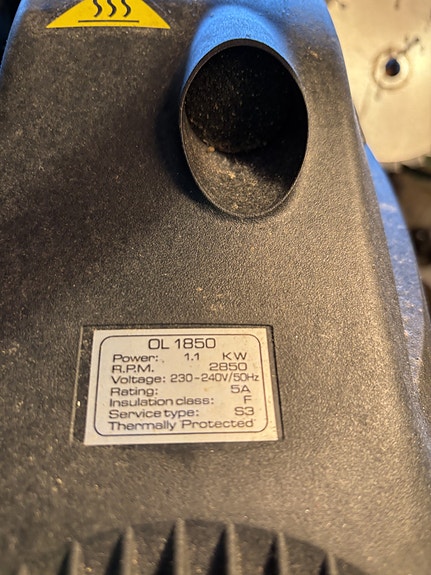 OL 1850
Power: 1.1 KW
R.P.M. 2850
Voltage: 230-240V/50Hz
Rating: 5A
Insulation class: F
Service type: S3
Thermally Protected